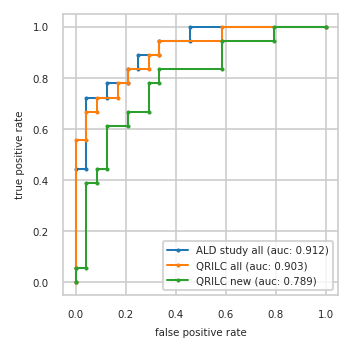 1.0
0.8
0.6
0.4
0.2
0.0
true positive rate
ALD study all (auc: 0.912)
QRILC all (auc: 0.903)
QRILC new (auc: 0.789)
0.0 0.2 0.4 0.6 0.8 1.0
false positive rate